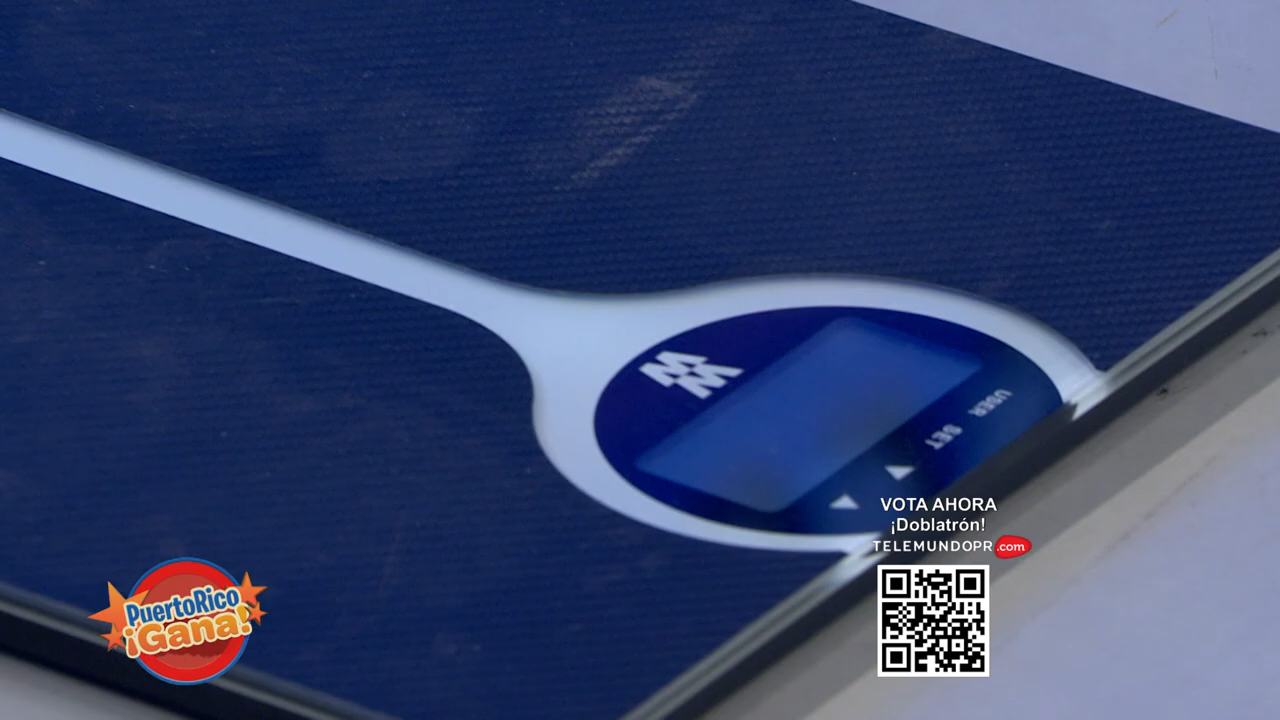 USER
SET
VOTA AHORA
¡Doblatrón!
TELEMUNDOPR.com
PuertoRico
¡Gana!